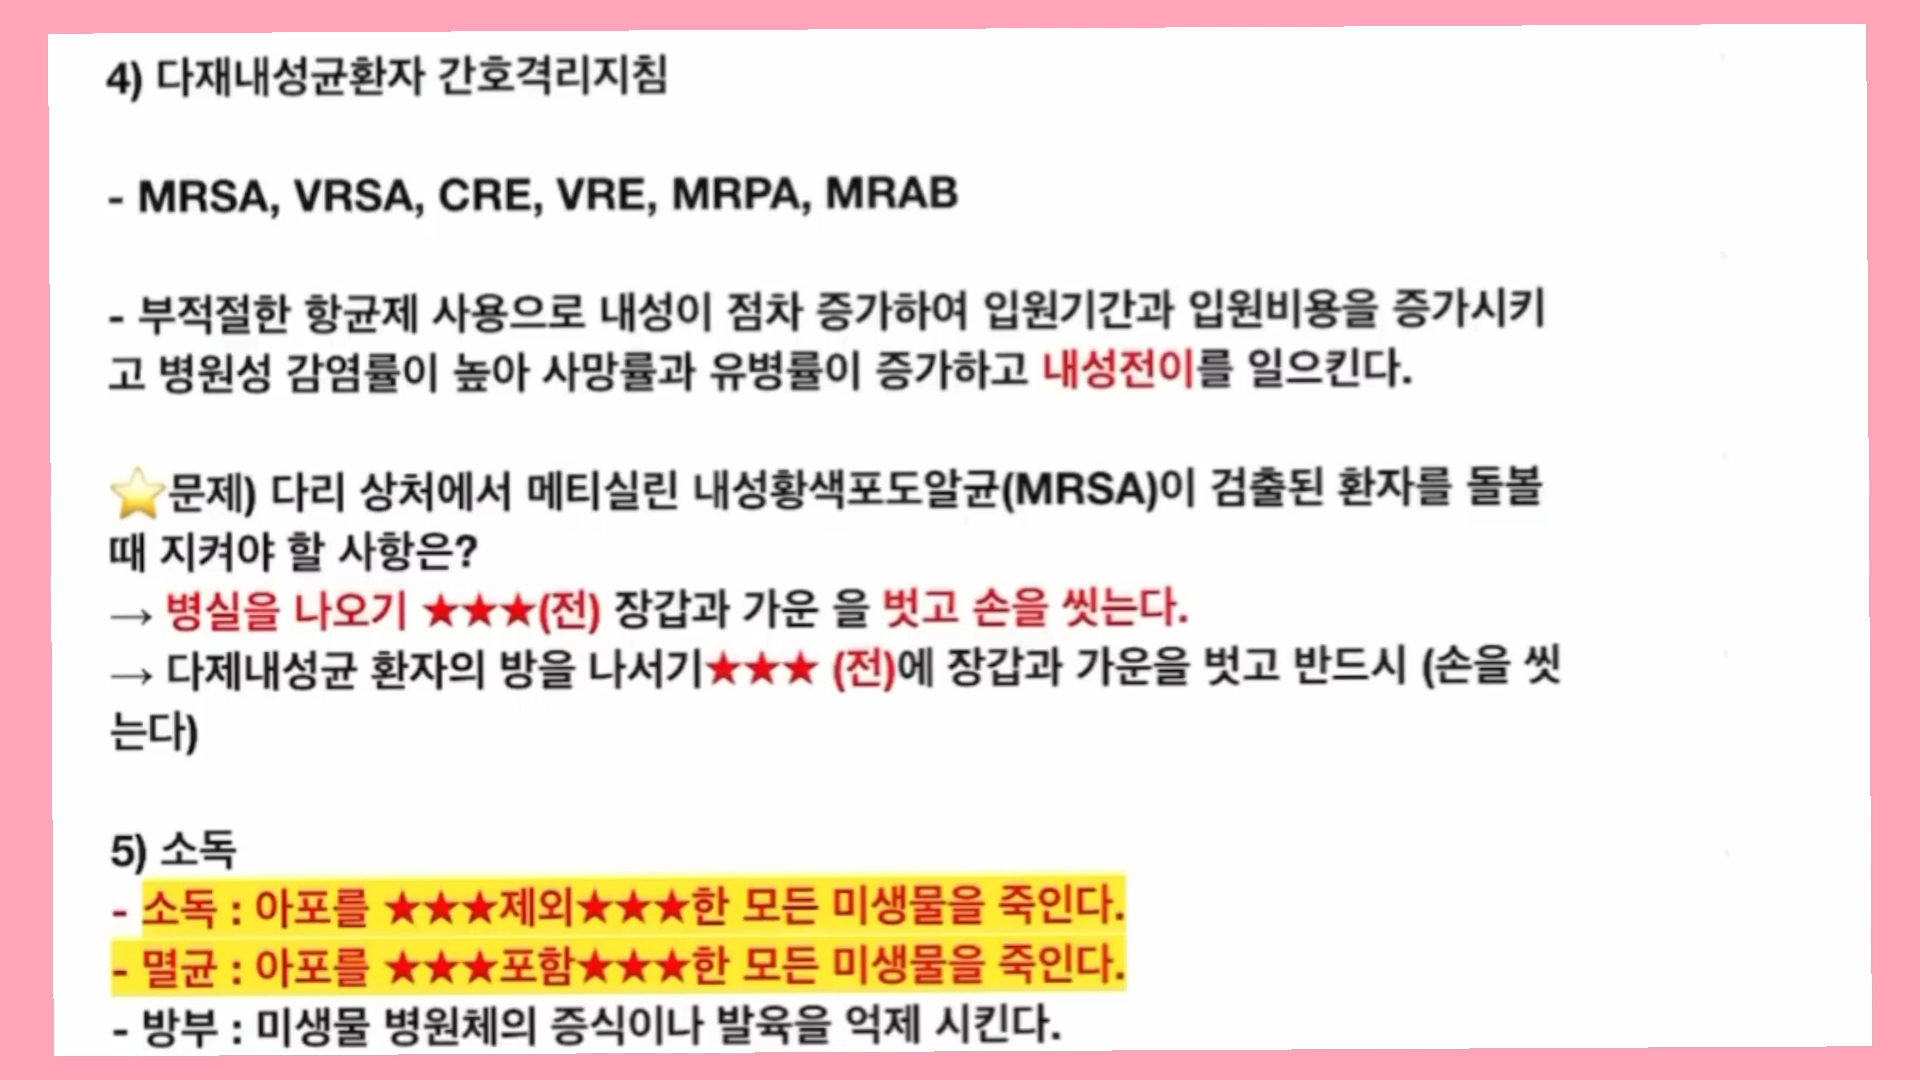 4) 다재내성균환자 간호격리지침
- MRSA, VRSA, CRE, VRE, MRPA, MRAB
- 부적절한 항균제 사용으로 내성이 점차 증가하여 입원기간과 입원비용을 증가시키
고 병원성 감염률이 높아 사망률과 유병률이 증가하고 내성전이를 일으킨다.
⭐문제) 다리 상처에서 메티실린 내성황색포도알균(MRSA)이 검출된 환자를 돌볼
때 지켜야 할 사항은?
→ 병실을 나오기 ★★★(전) 장갑과 가운 을 벗고 손을 씻는다.
→ 다제내성균 환자의 방을 나서기★★★ (전)에 장갑과 가운을 벗고 반드시 (손을 씻
는다)
5) 소독
- 소독 : 아포를 ★★★제외★★★한 모든 미생물을 죽인다.
- 멸균 : 아포를 ★★★포함★★★한 모든 미생물을 죽인다.
- 방부 : 미생물 병원체의 증식이나 발육을 억제 시킨다.